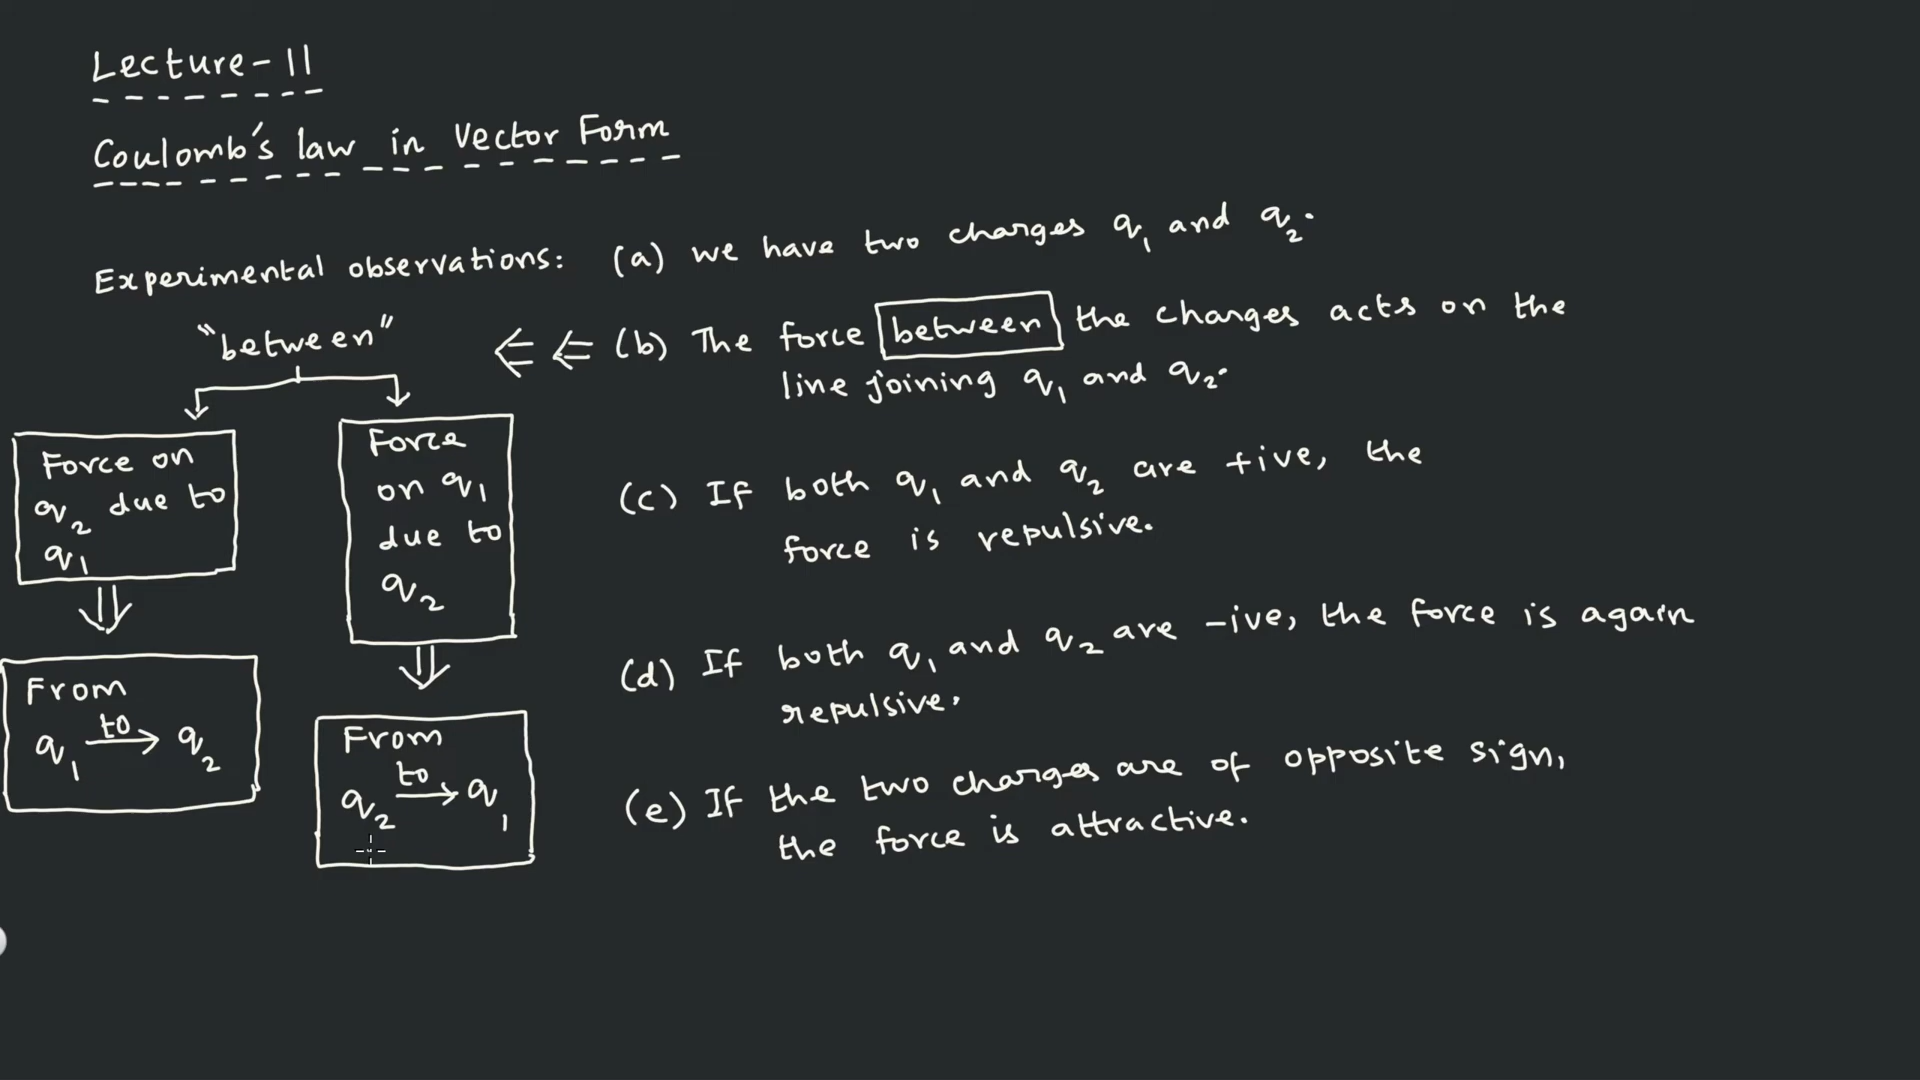 Lecture-11
Coulomb's law in Vector Form
Experimental observations: (a) we have two charges q1 and q2.
"between"
(b) The force between the charges acts on the
line joining q1 and q2.
Force on
q2 due to
q1
Force
on q1
due to
q2
(c) If both q1 and q2 are +ive, the
force is repulsive.
(d) If both q1 and q2 are -ive, the force is again
repulsive.
From
q1 to q2
From
q2 to q1
(e) If the two charges are of opposite sign,
the force is attractive.